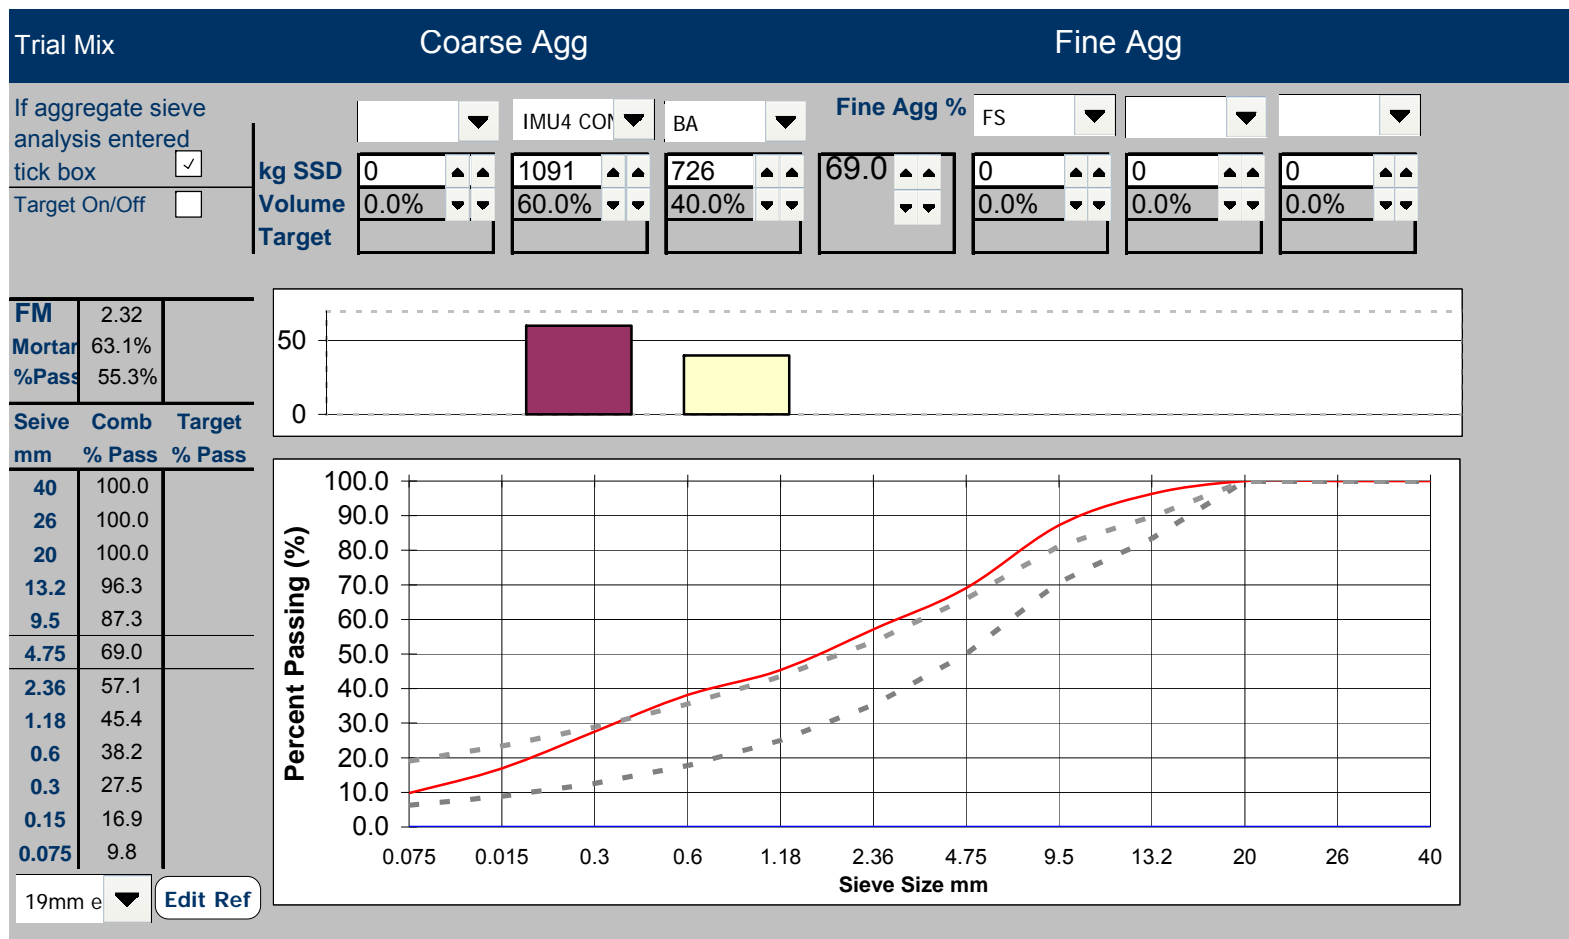 Trial Mix Coarse Agg Fine Agg
If aggregate sieve
analysis entered
tick box
Target On/Off
IMU4 CON BA Fine Agg % FS
kg SSD 0 1091 726 69.0 0 0 0
Volume 0.0% 60.0% 40.0% 0.0% 0.0% 0.0%
Target
FM 2.32
Mortar 63.1%
%Pass 55.3%
Seive Comb Target
mm % Pass % Pass
40 100.0
26 100.0
20 100.0
13.2 96.3
9.5 87.3
4.75 69.0
2.36 57.1
1.18 45.4
0.6 38.2
0.3 27.5
0.15 16.9
0.075 9.8
19mm e Edit Ref
50
0
Percent Passing (%)
100.0
90.0
80.0
70.0
60.0
50.0
40.0
30.0
20.0
10.0
0.0
0.075 0.015 0.3 0.6 1.18 2.36 4.75 9.5 13.2 20 26 40
Sieve Size mm